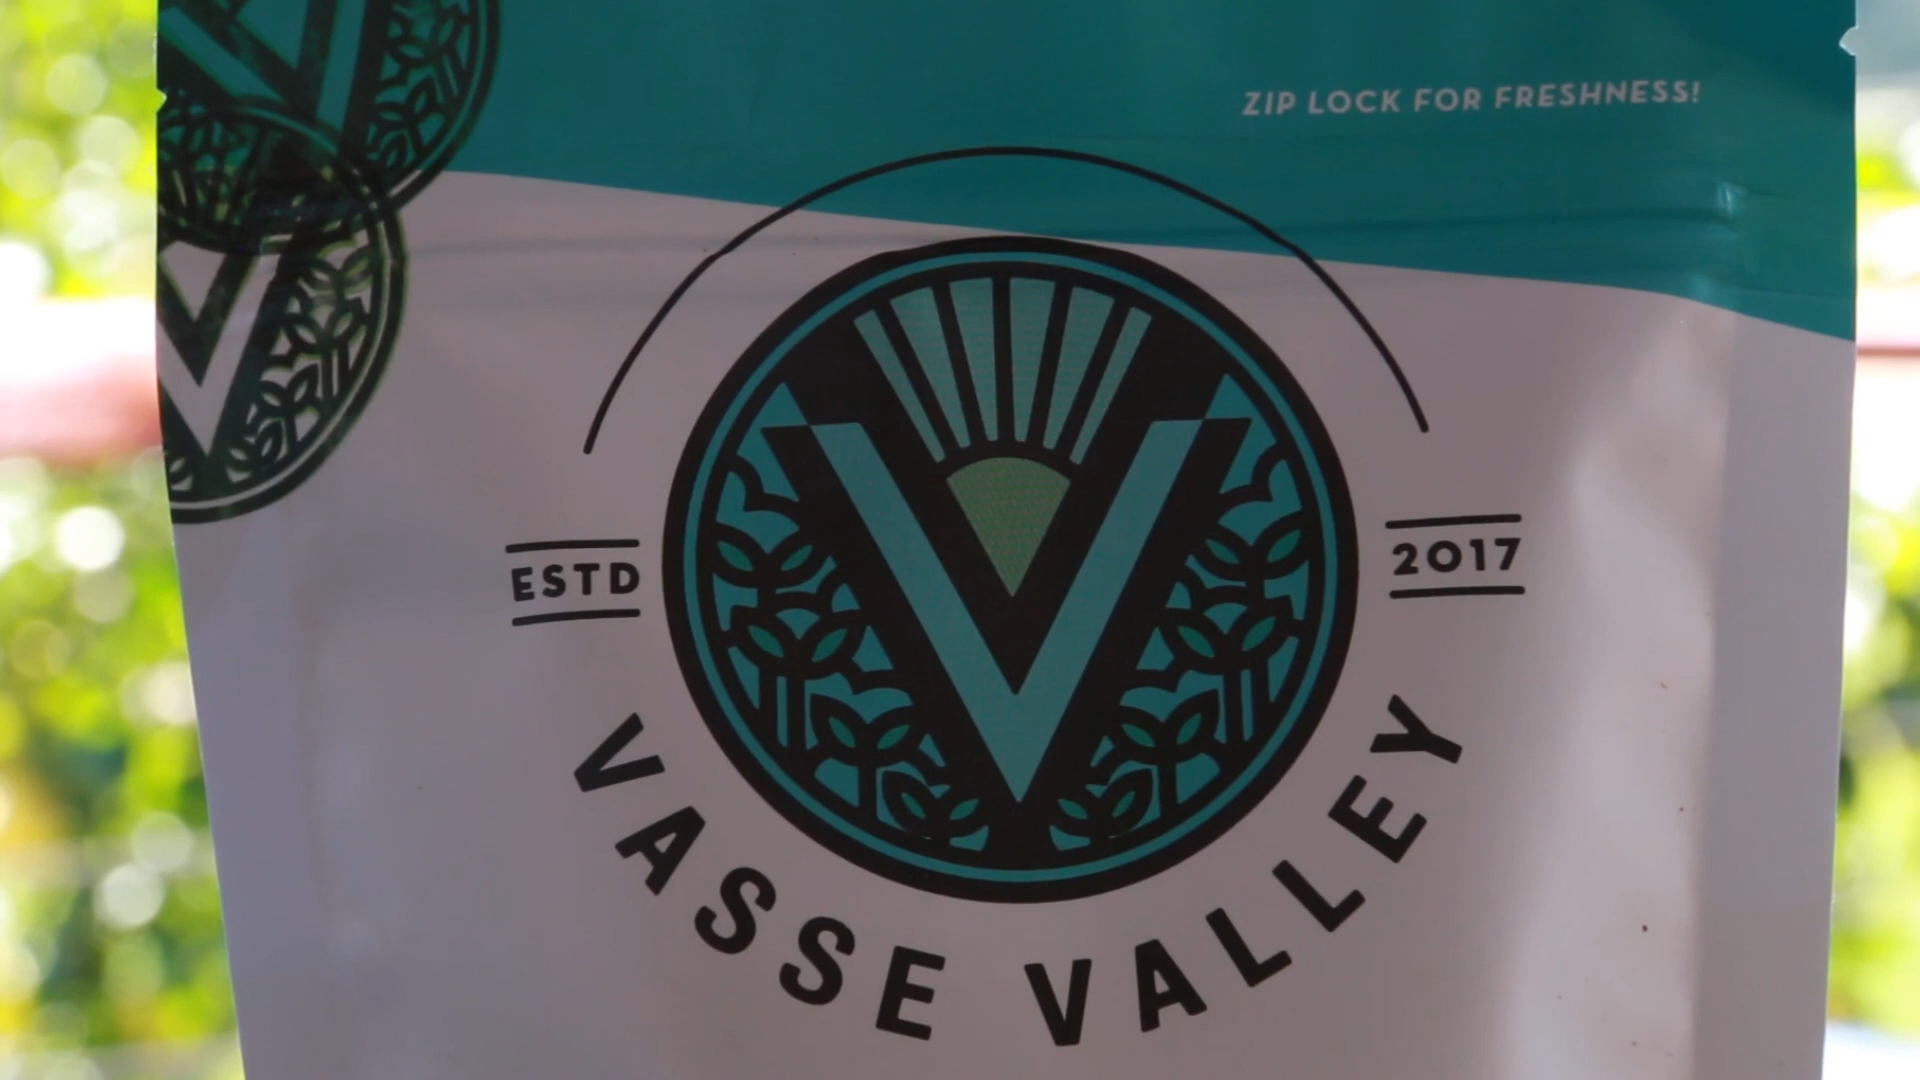 ZIP LOCK FOR FRESHNESS!
V
ESTD
2017
VASSE VALLEY